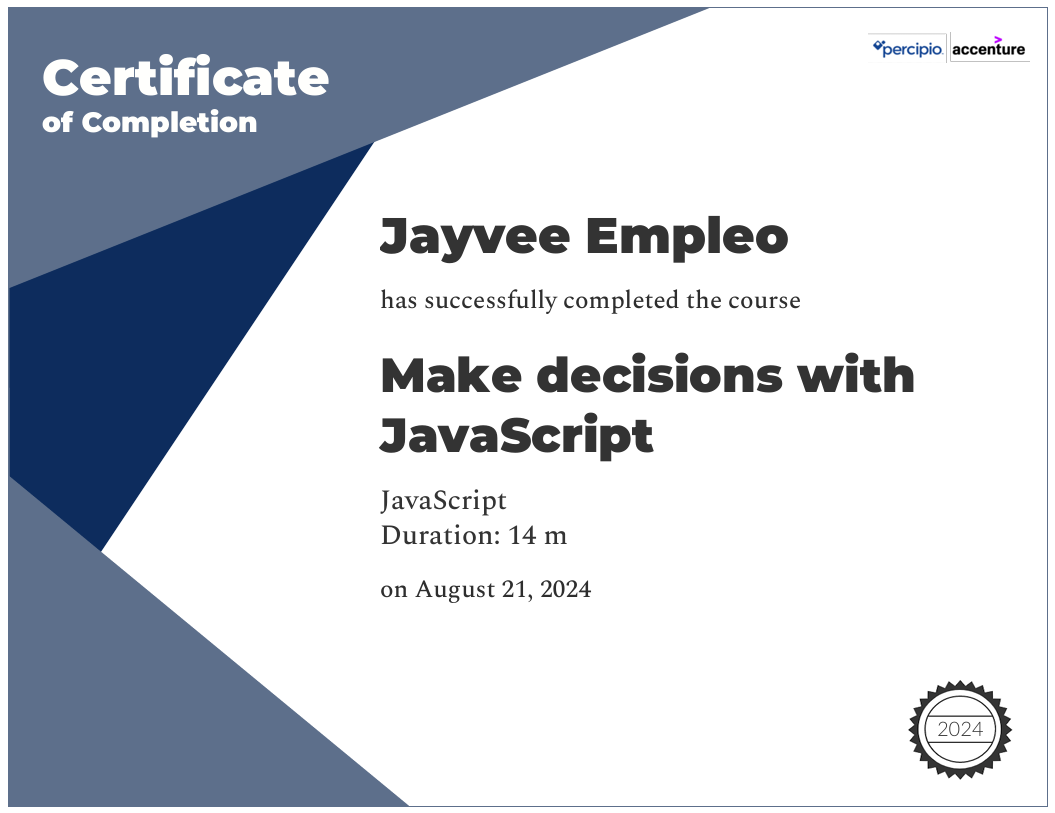 Certificate
of Completion
percipio.
accenture
Jayvee Empleo
has successfully completed the course
Make decisions with
JavaScript
JavaScript
Duration: 14 m
on August 21, 2024
2024